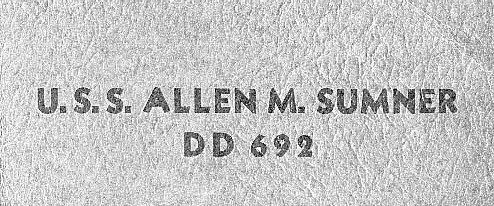 U.S.S. ALLEN M. SUMNER
DD 692